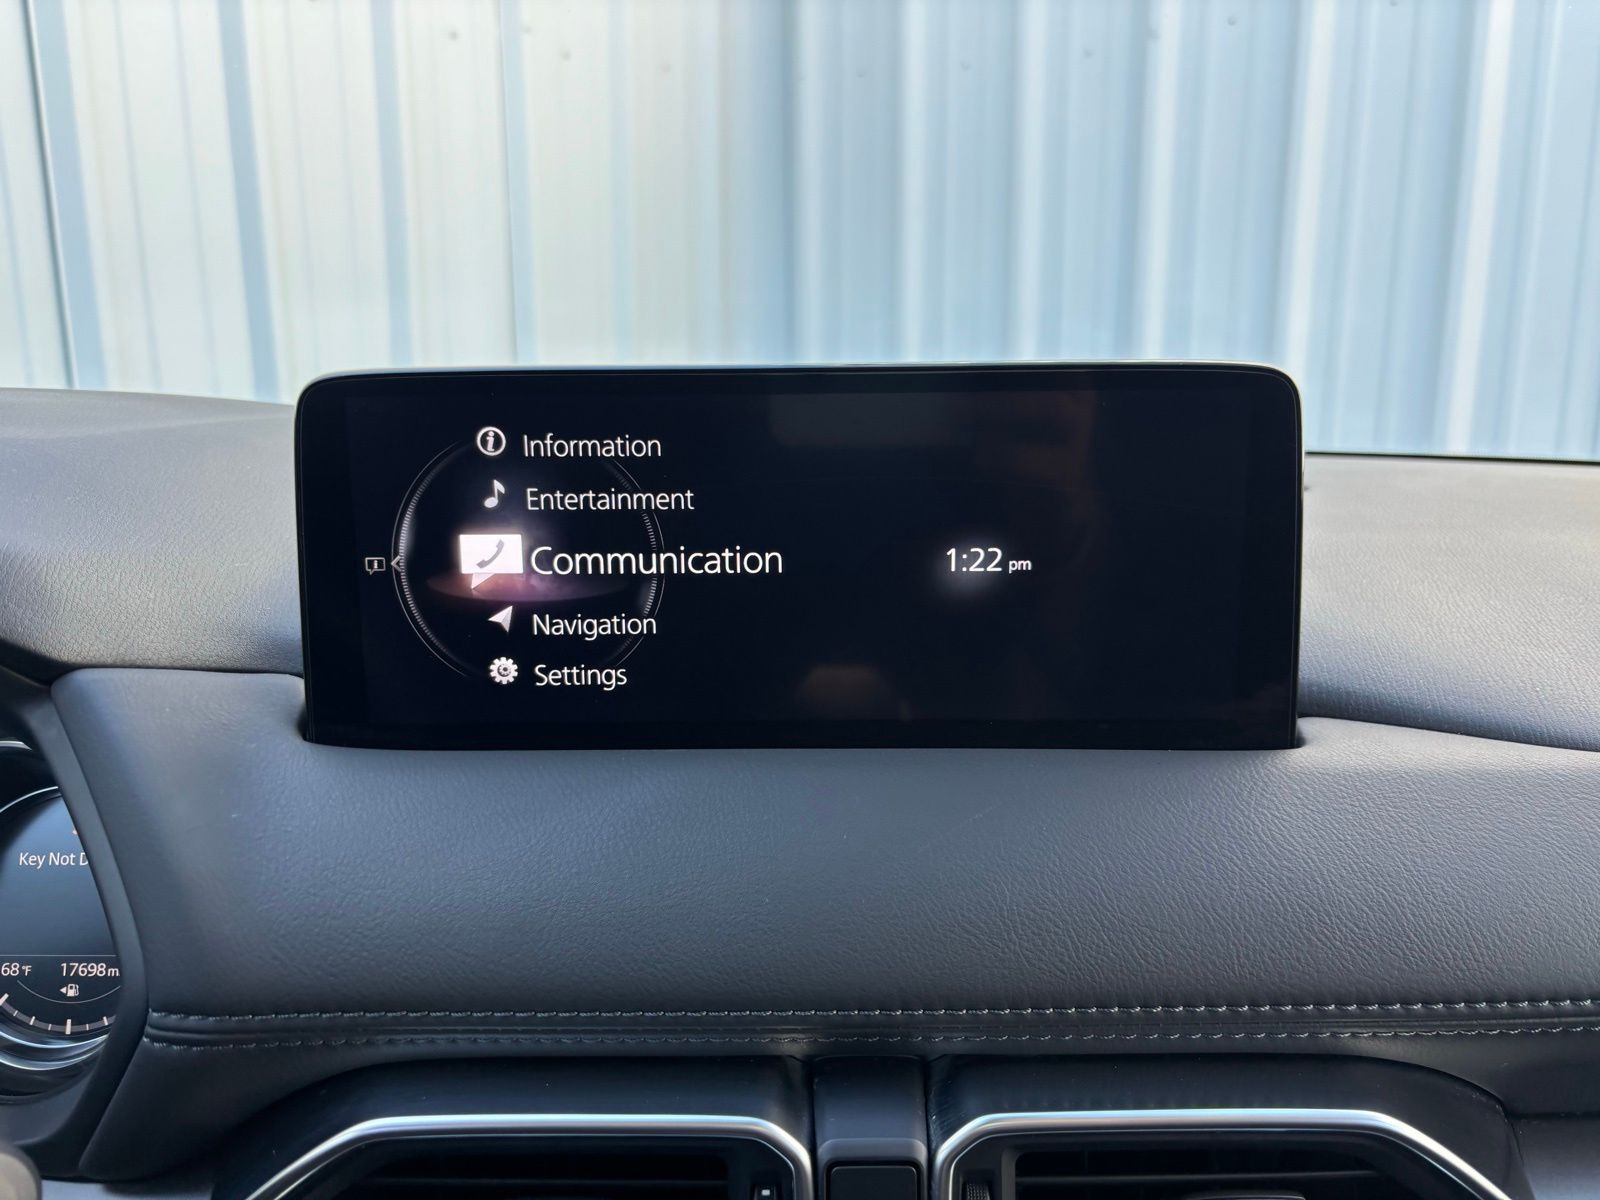 Information
Entertainment
Communication
1:22 pm
Navigation
Settings
Key Not
68°F 17698